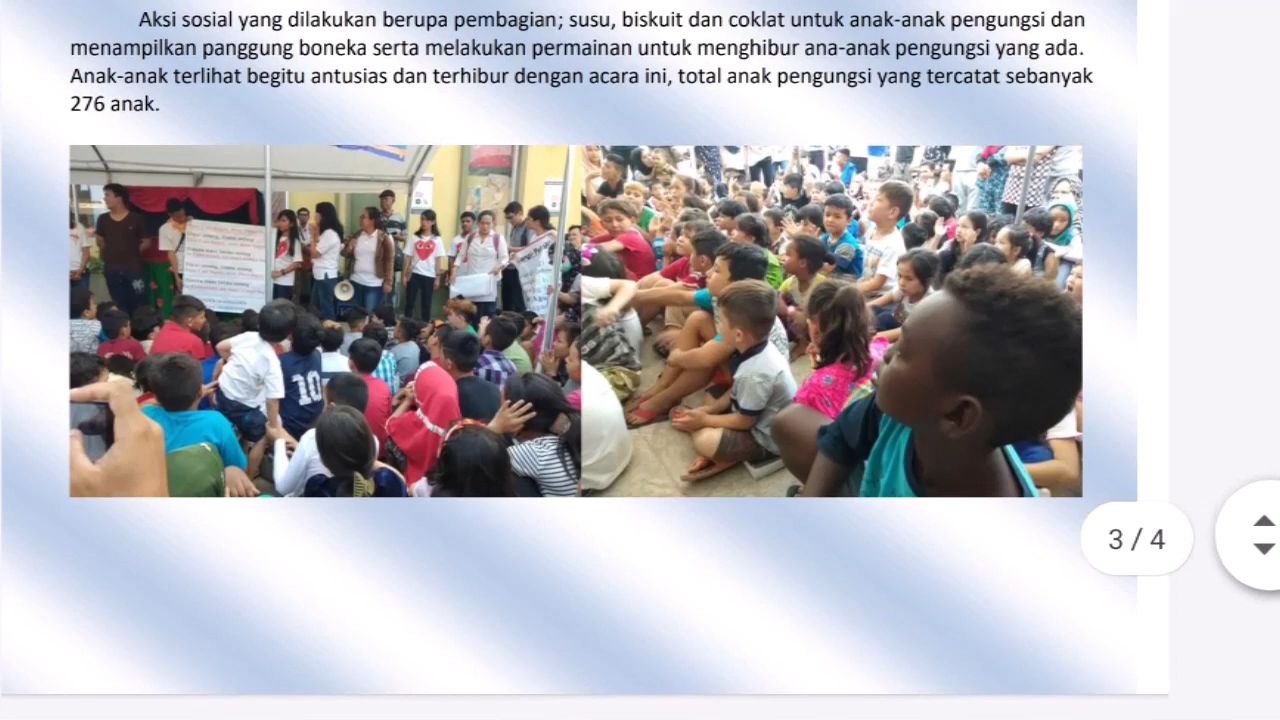 Aksi sosial yang dilakukan berupa pembagian; susu, biskuit dan coklat untuk anak-anak pengungsi dan
menampilkan panggung boneka serta melakukan permainan untuk menghibur ana-anak pengungsi yang ada.
Anak-anak terlihat begitu antusias dan terhibur dengan acara ini, total anak pengungsi yang tercatat sebanyak
276 anak.
10
3 / 4